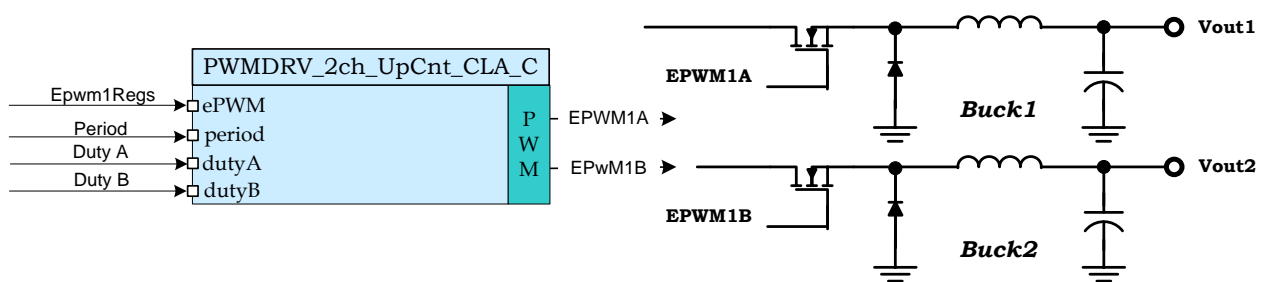 PWMDRV_2ch_UpCnt_CLA_C
Epwm1Regs
ePWM
Period
period
Duty A
dutyA
Duty B
dutyB
P
W
M
EPWM1A
EPwM1B
EPWM1A
Buck1
Vout1
EPWM1B
Buck2
Vout2